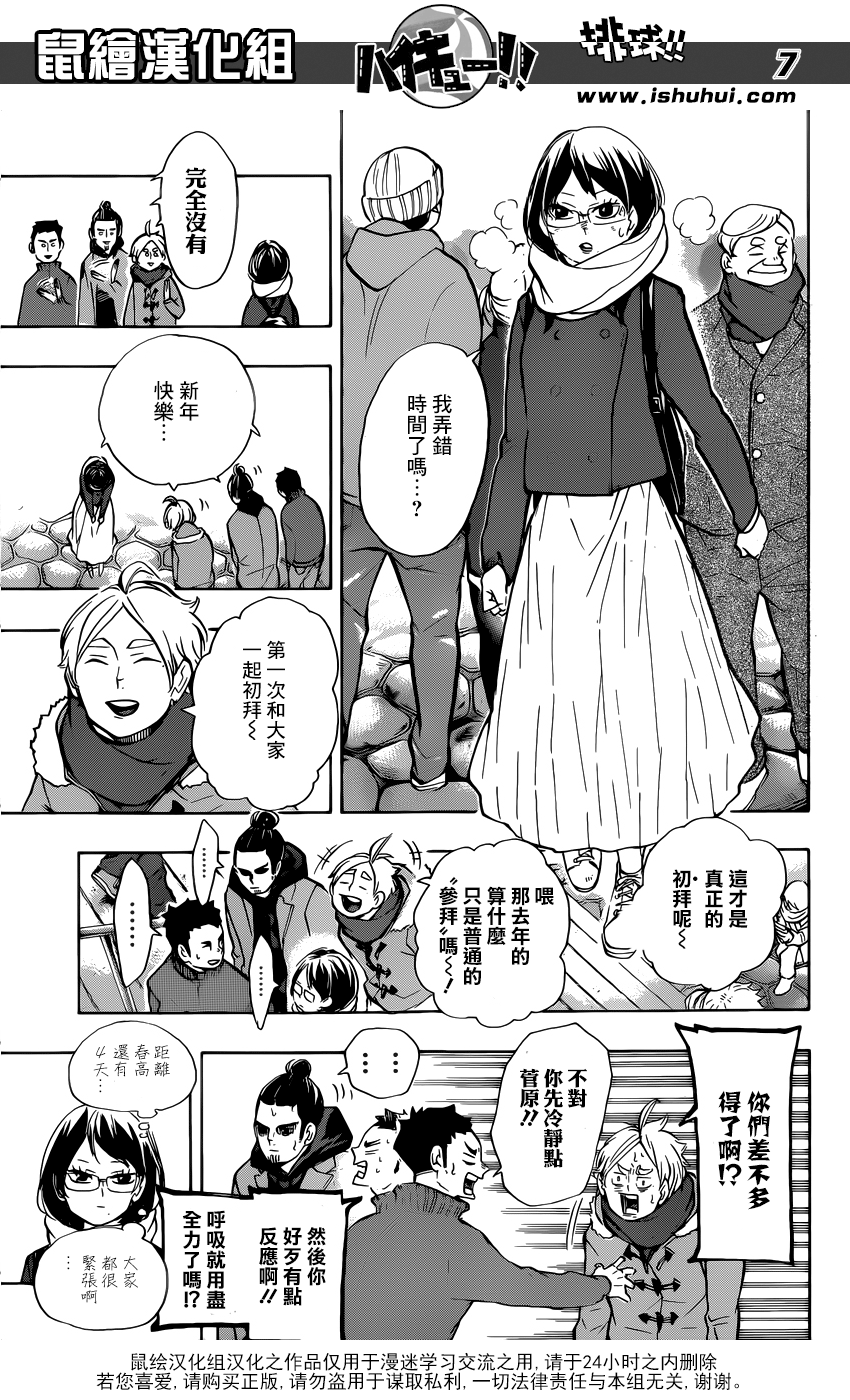 鼠繪漢化組
ハイキュー!!
排球!!
7
www.ishuhui.com
我弄錯
時間了嗎…?
完全沒有
新年
快樂…
第一次和大家
一起初拜~
這才是
真正的
初拜呢~
喂
那去年的
算什麼
只是普通的
“參拜”嗎~!
……
……
……
你們差不多
得了啊!?
不對
你先冷靜點
菅原!!
…
然後你
好歹有點
反應啊!!
呼吸就用盡
全力了嗎!?
距離
春高
還有
4天…
大家
都很
緊張啊
…
鼠绘汉化组汉化之作品仅用于漫迷学习交流之用, 请于24小时之内删除
若您喜爱, 请购买正版, 请勿盗用于谋取私利, 一切法律责任与本组无关, 谢谢。